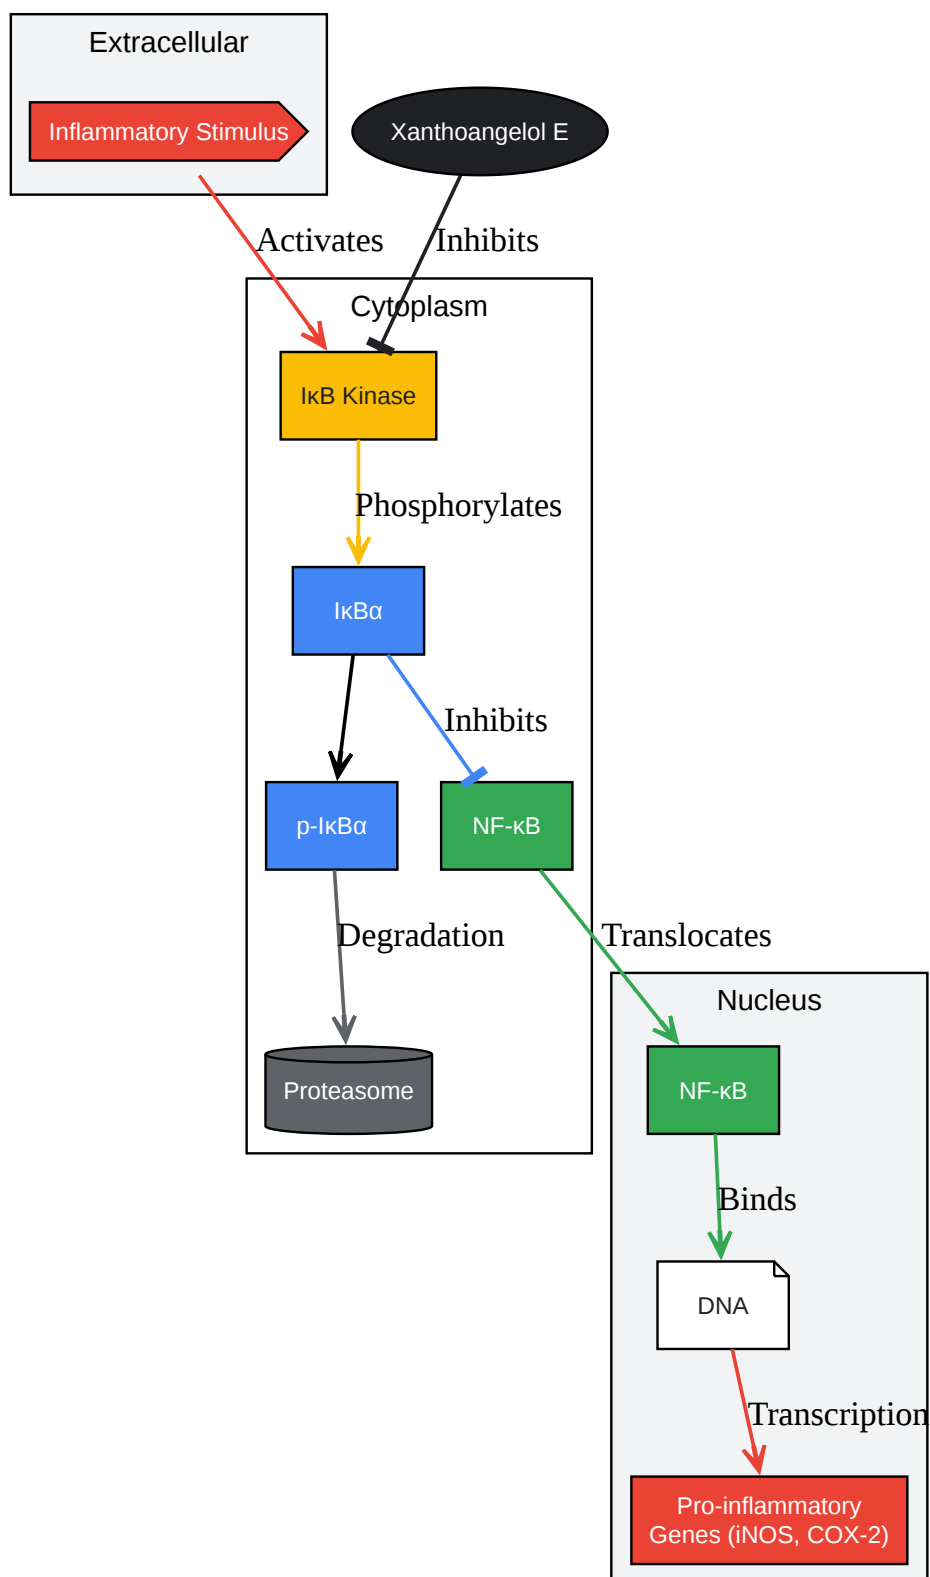 Extracellular
Inflammatory Stimulus
Xanthoangelol E
Activates
Inhibits
Cytoplasm
IκB Kinase
Phosphorylates
IκBα
Inhibits
p-IκBα
NF-κB
Degradation
Translocates
Nucleus
Proteasome
NF-κB
Binds
DNA
Transcription
Pro-inflammatory
Genes (iNOS, COX-2)